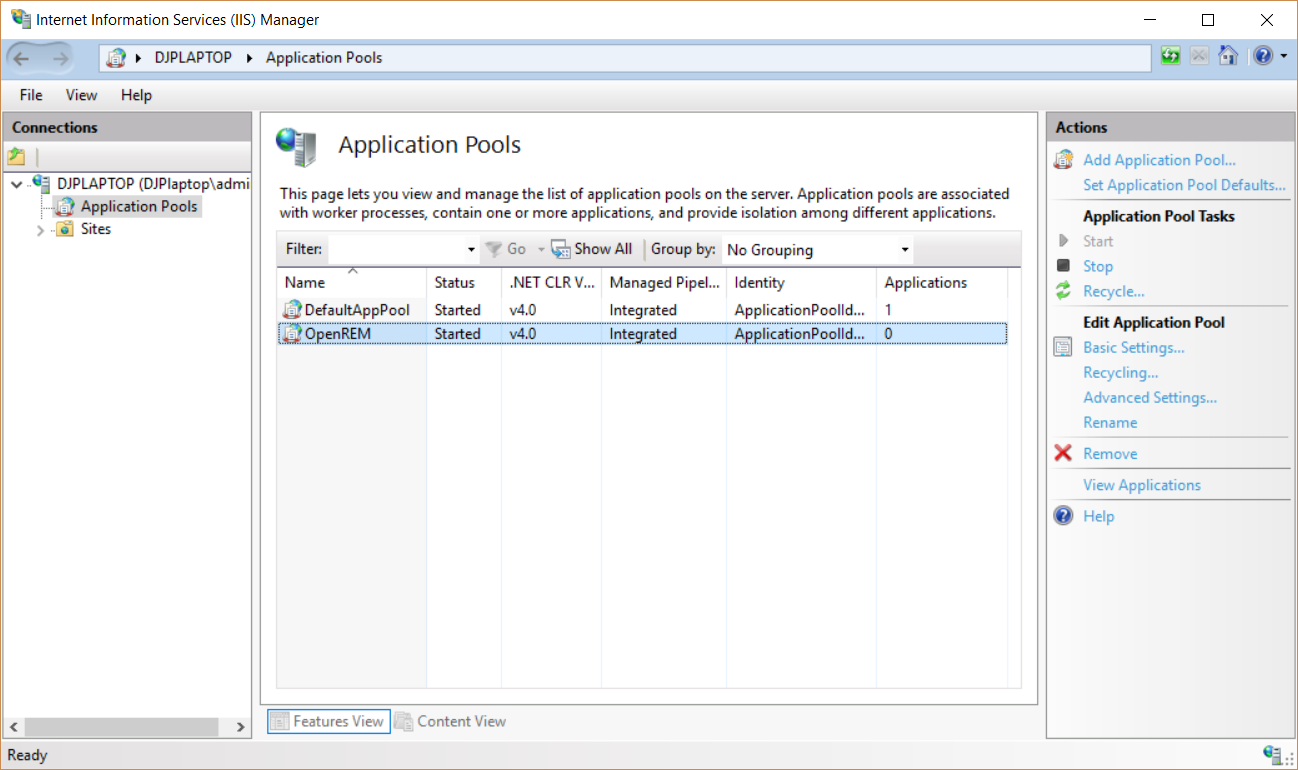 Internet Information Services (IIS) Manager
DJPLAPTOP Application Pools
File View Help
Connections
DJPLAPTOP (DJPlaptop\admi
Application Pools
Sites
Application Pools
This page lets you view and manage the list of application pools on the server. Application pools are associated
with worker processes, contain one or more applications, and provide isolation among different applications.
Filter: Go Show All Group by: No Grouping
Name Status .NET CLR V... Managed Pipel... Identity Applications
DefaultAppPool Started v4.0 Integrated ApplicationPoolId... 1
OpenREM Started v4.0 Integrated ApplicationPoolId... 0
Features View Content View
Actions
Add Application Pool...
Set Application Pool Defaults...
Application Pool Tasks
Start
Stop
Recycle...
Edit Application Pool
Basic Settings...
Recycling...
Advanced Settings...
Rename
Remove
View Applications
Help
Ready